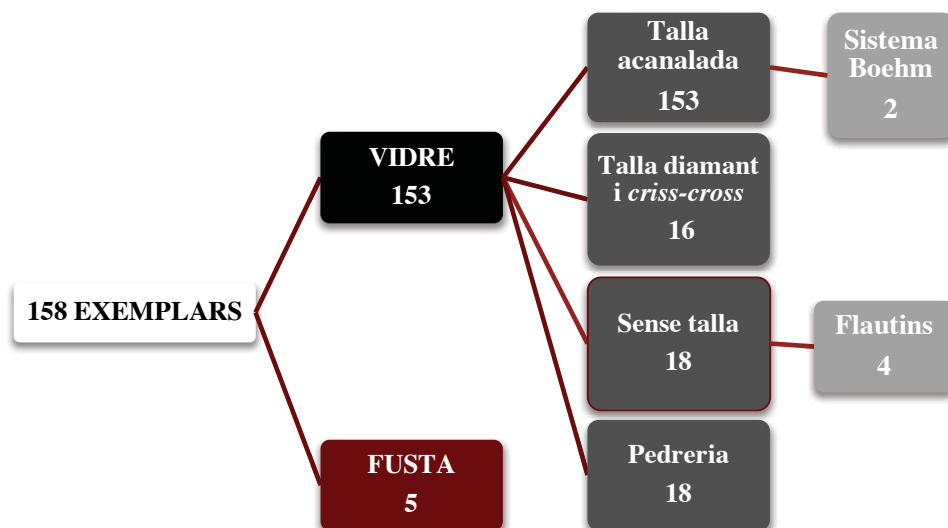 158 EXEMPLARS
VIDRE
153
FUSTA
5
Talla
acanalada
153
Talla diamant
i criss-cross
16
Sense talla
18
Pedreria
18
Sistema
Boehm
2
Flautins
4